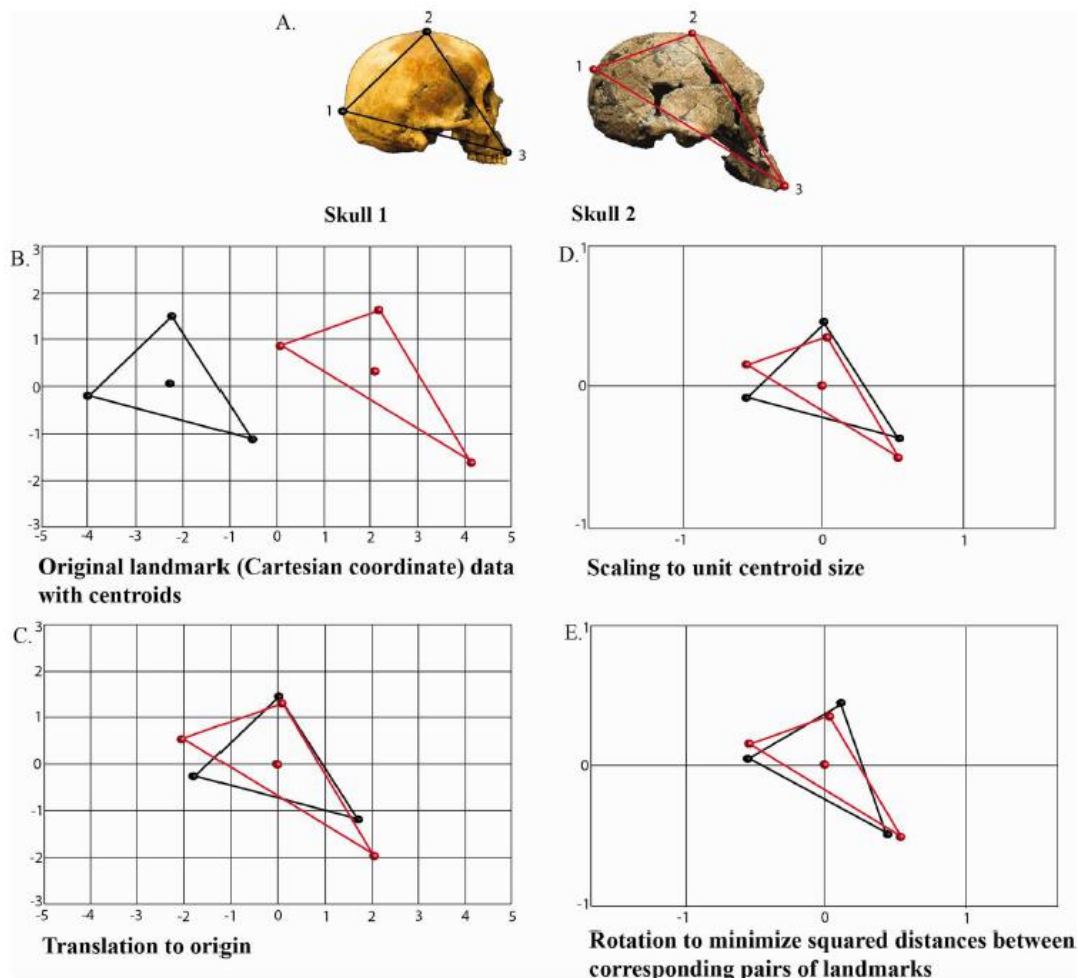 A.
2
1
3
Skull 1
2
1
3
Skull 2
B.
3
2
1
0
-1
-2
-3
-5 -4 -3 -2 -1 0 1 2 3 4 5
Original landmark (Cartesian coordinate) data
with centroids
D.
1
0
-1
-1 0 1
Scaling to unit centroid size
C.
3
2
1
0
-1
-2
-3
-5 -4 -3 -2 -1 0 1 2 3 4 5
Translation to origin
E.
1
0
-1
-1 0 1
Rotation to minimize squared distances between
corresponding pairs of landmarks